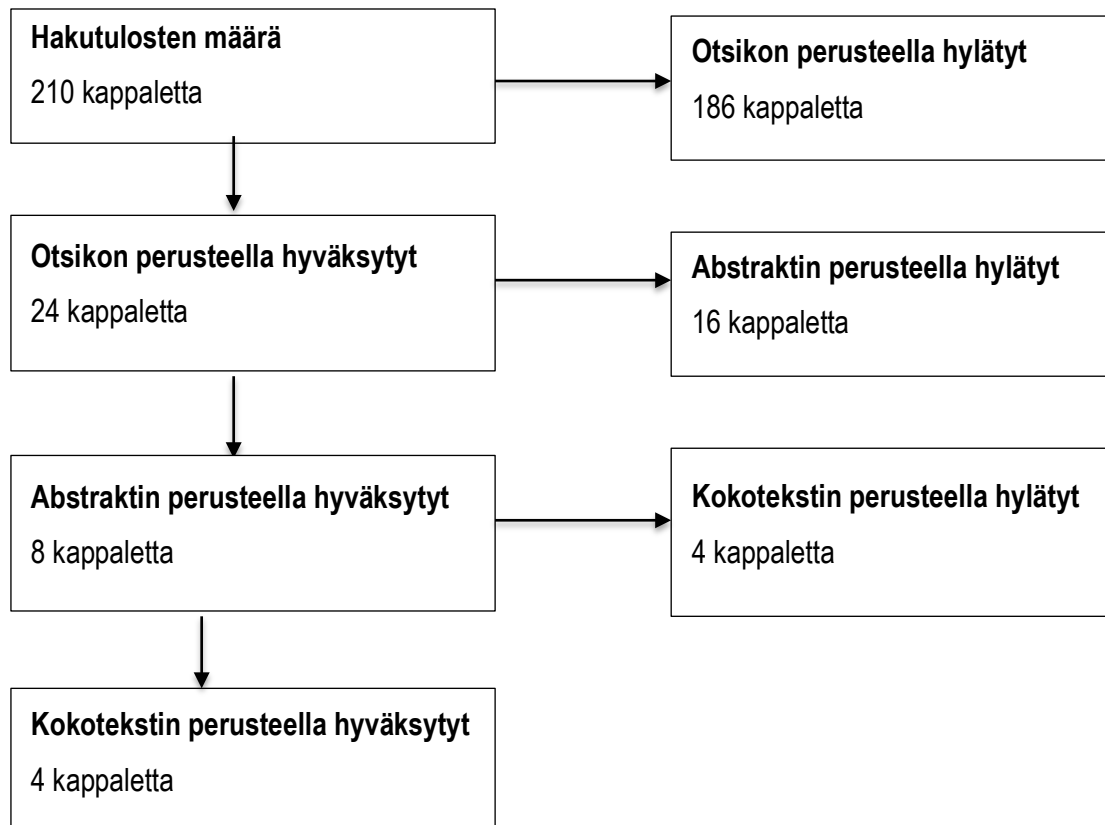 Hakutulosten määrä
210 kappaletta
Otsikon perusteella hylätyt
186 kappaletta
Otsikon perusteella hyväksytyt
24 kappaletta
Abstraktin perusteella hylätyt
16 kappaletta
Abstraktin perusteella hyväksytyt
8 kappaletta
Kokotekstin perusteella hylätyt
4 kappaletta
Kokotekstin perusteella hyväksytyt
4 kappaletta